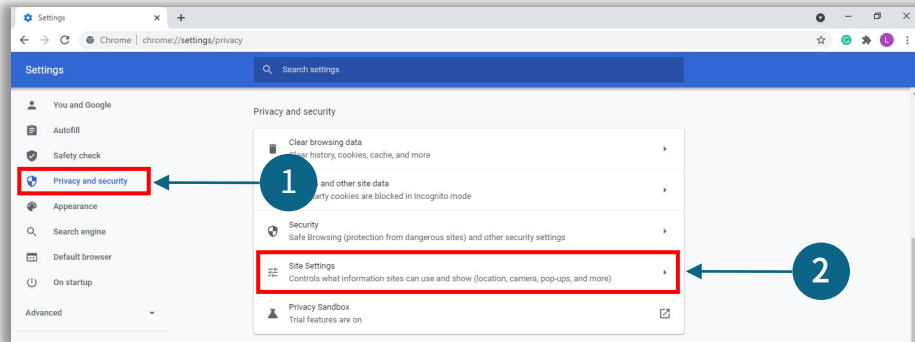 Settings
Chrome | chrome://settings/privacy
L
Settings
Search settings
You and Google
Autofill
Safety check
Privacy and security
Appearance
Search engine
Default browser
On startup
Advanced
Privacy and security
Clear browsing data
Clear history, cookies, cache, and more
1
and other site data
party cookies are blocked in Incognito mode
Security
Safe Browsing (protection from dangerous sites) and other security settings
Site Settings
Controls what information sites can use and show (location, camera, pop-ups, and more)
2
Privacy Sandbox
Trial features are on